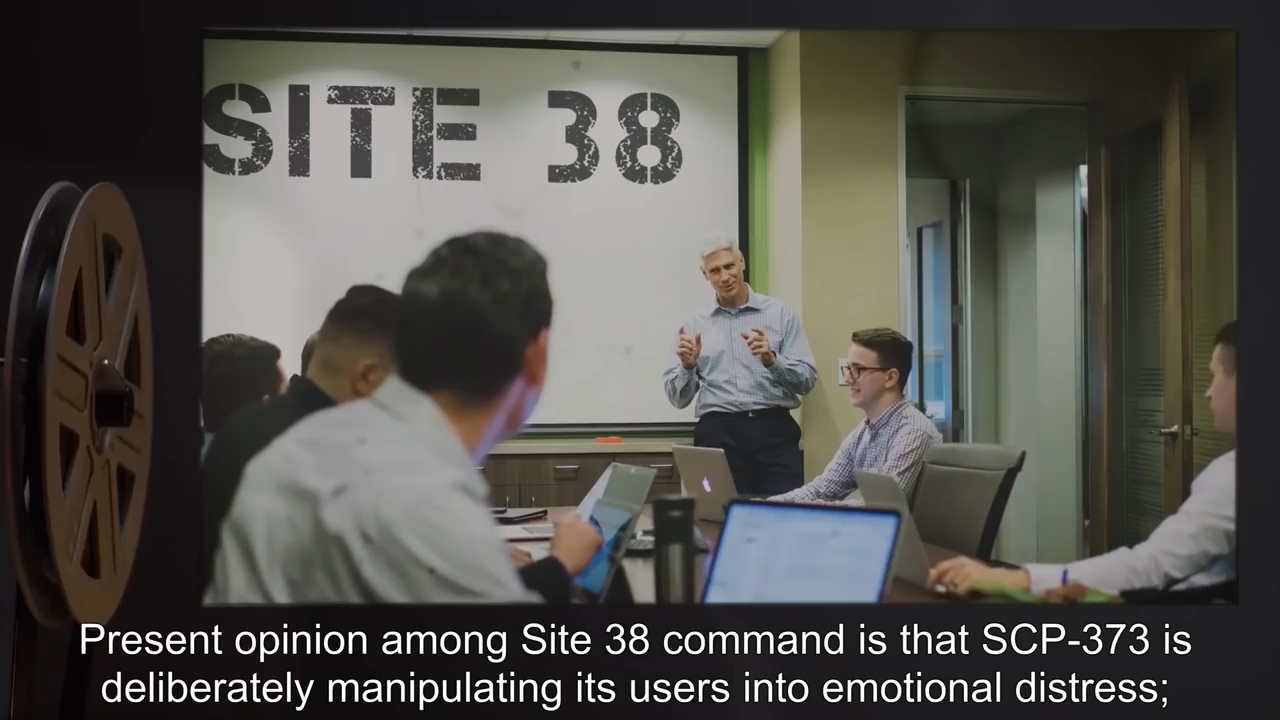 SITE 38
Present opinion among Site 38 command is that SCP-373 is
deliberately manipulating its users into emotional distress;